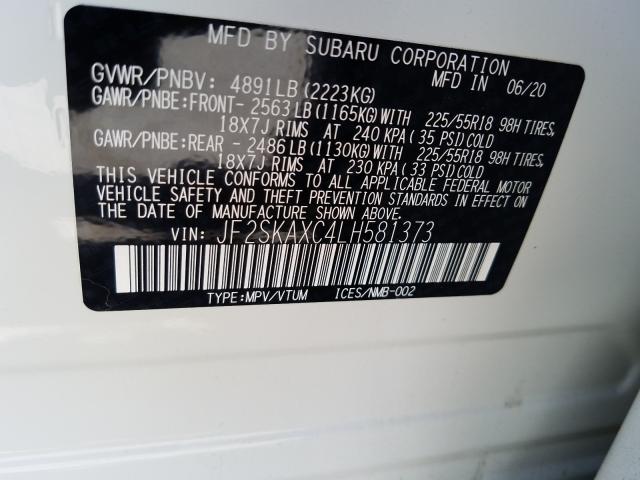 MFD BY SUBARU CORPORATION
GVWR/PNBV: 4891LB(2223KG) MFD IN 06/20
GAWR/PNBE:FRONT- 2563LB(1165KG)WITH 225/55R18 98H TIRES,
18X7J RIMS AT 240 KPA(35 PSI)COLD
GAWR/PNBE:REAR - 2486LB(1130KG)WITH 225/55R18 98H TIRES,
18X7J RIMS AT 230 KPA(33 PSI)COLD
THIS VEHICLE CONFORMS TO ALL APPLICABLE FEDERAL MOTOR
VEHICLE SAFETY AND THEFT PREVENTION STANDARDS IN EFFECT ON
THE DATE OF MANUFACTURE SHOWN ABOVE.
VIN: JF2SKAXC4LH581373
TYPE:MPV/VTUM ICES/NMB-002